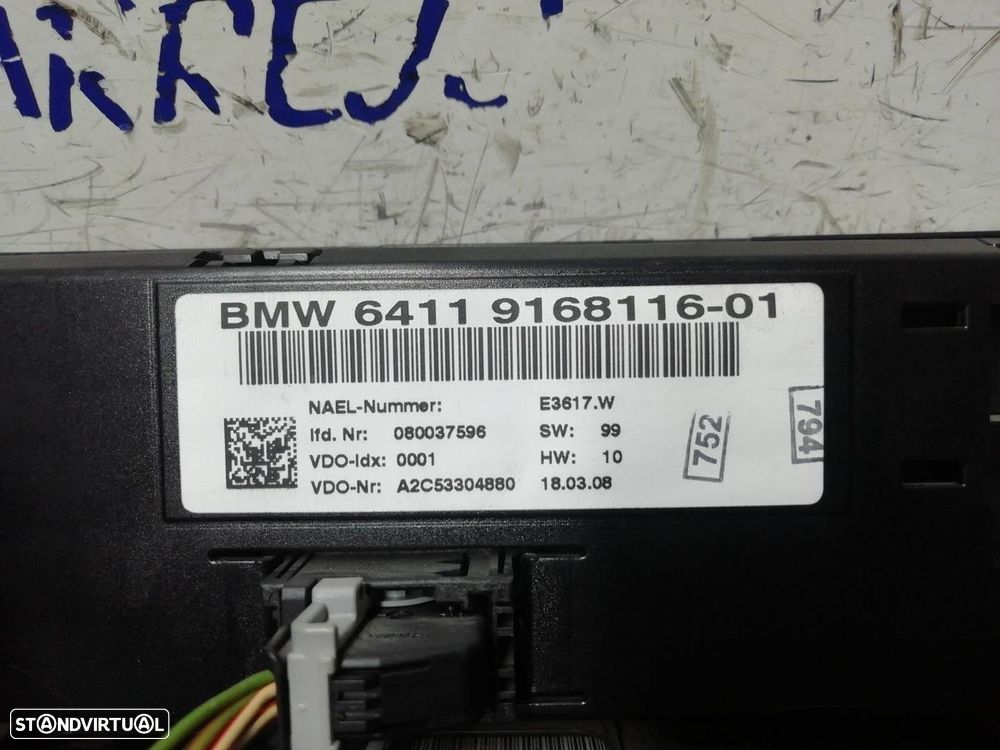 BMW 6411 9168116-01
NAEL-Nummer: E3617.W
lfd. Nr: 080037596 SW: 99
VDO-Idx: 0001 HW: 10
VDO-Nr: A2C53304880 18.03.08
752
794
STANDVIRTUAL